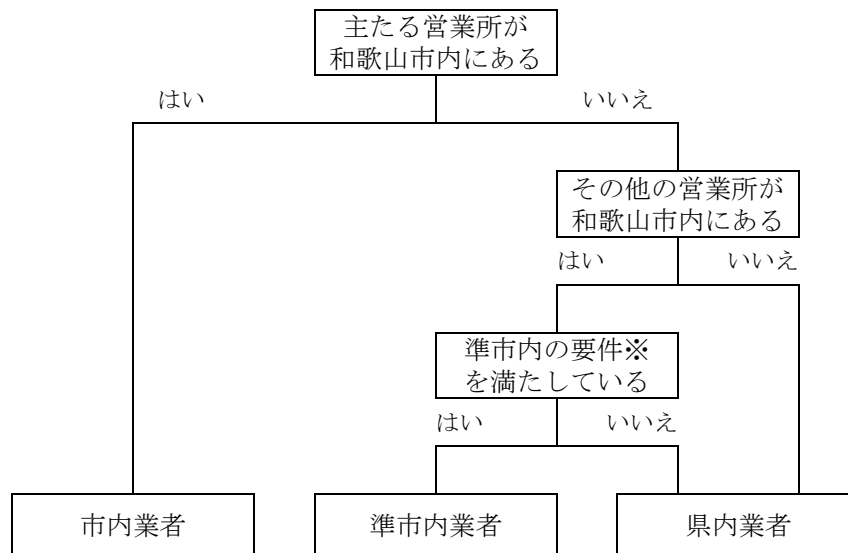 主たる営業所が
和歌山市内にある
はい
いいえ
その他の営業所が
和歌山市内にある
はい
いいえ
準市内の要件※
を満たしている
はい
いいえ
市内業者
準市内業者
県内業者